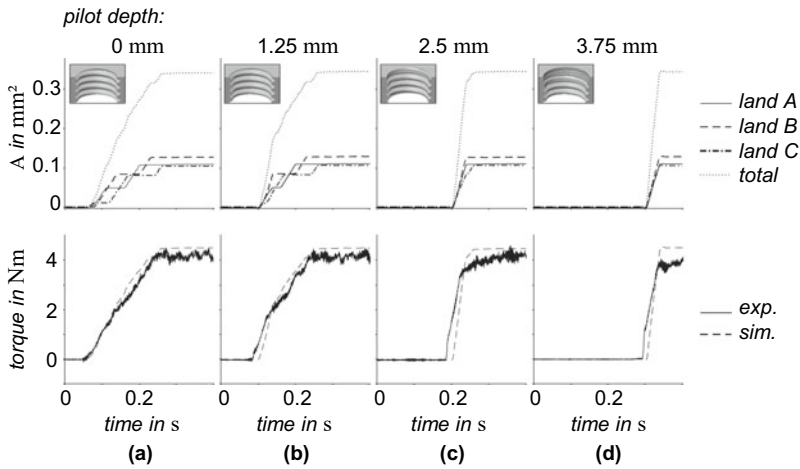 pilot depth:
0 mm 1.25 mm 2.5 mm 3.75 mm
A in mm²
0.3
0.2
0.1
0
land A
land B
land C
total
torque in Nm
4
2
0
exp.
sim.
0 0.2 0 0.2 0 0.2 0 0.2
time in s time in s time in s time in s
(a) (b) (c) (d)